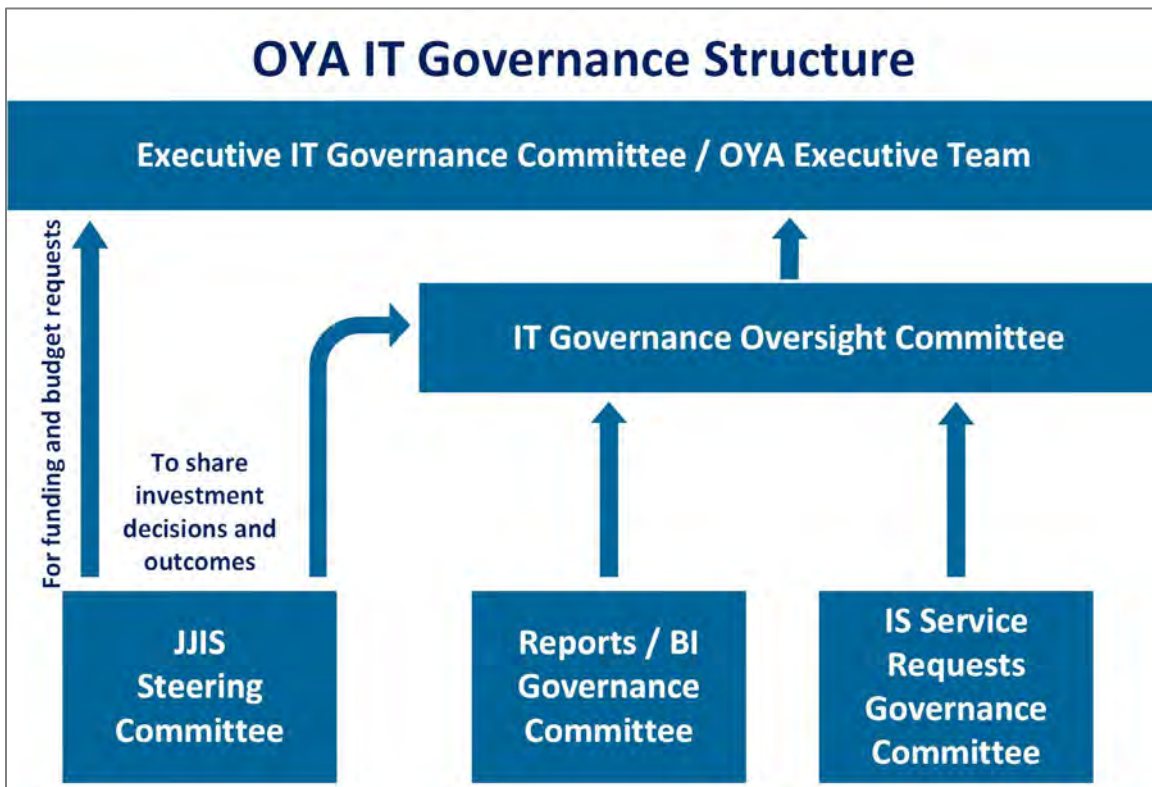 OYA IT Governance Structure
Executive IT Governance Committee / OYA Executive Team
For funding and budget requests
IT Governance Oversight Committee
To share
investment
decisions and
outcomes
JJIS
Steering
Committee
Reports / BI
Governance
Committee
IS Service
Requests
Governance
Committee